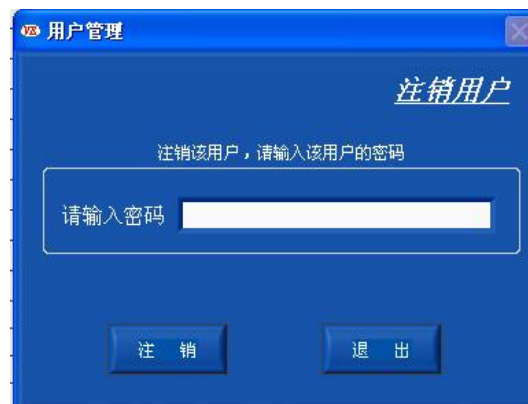 用户管理
注销用户
注销该用户，请输入该用户的密码
请输入密码
注 销
退 出